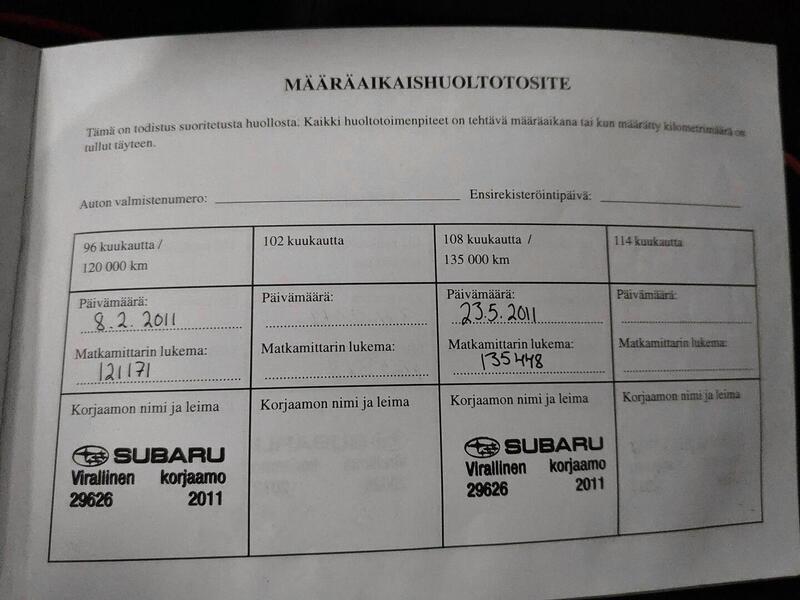 MÄÄRÄAIKAISHUOLTOTOSITE
Tämä on todistus suoritetusta huollosta. Kaikki huoltotoimenpiteet on tehtävä määräaikana tai kun määrätty kilometrimäärä on
tullut täyteen.
Auton valmistenumero: Ensirekisteröintipäivä:
96 kuukautta /
120 000 km
102 kuukautta
108 kuukautta /
135 000 km
114 kuukautta
Päivämäärä:
8.2.2011
Päivämäärä:
Päivämäärä:
23.5.2011
Päivämäärä:
Matkamittarin lukema:
121171
Matkamittarin lukema:
Matkamittarin lukema:
135448
Matkamittarin lukema:
Korjaamon nimi ja leima
SUBARU
Virallinen korjaamo
29626 2011
Korjaamon nimi ja leima
Korjaamon nimi ja leima
SUBARU
Virallinen korjaamo
29626 2011
Korjaamon nimi ja leima